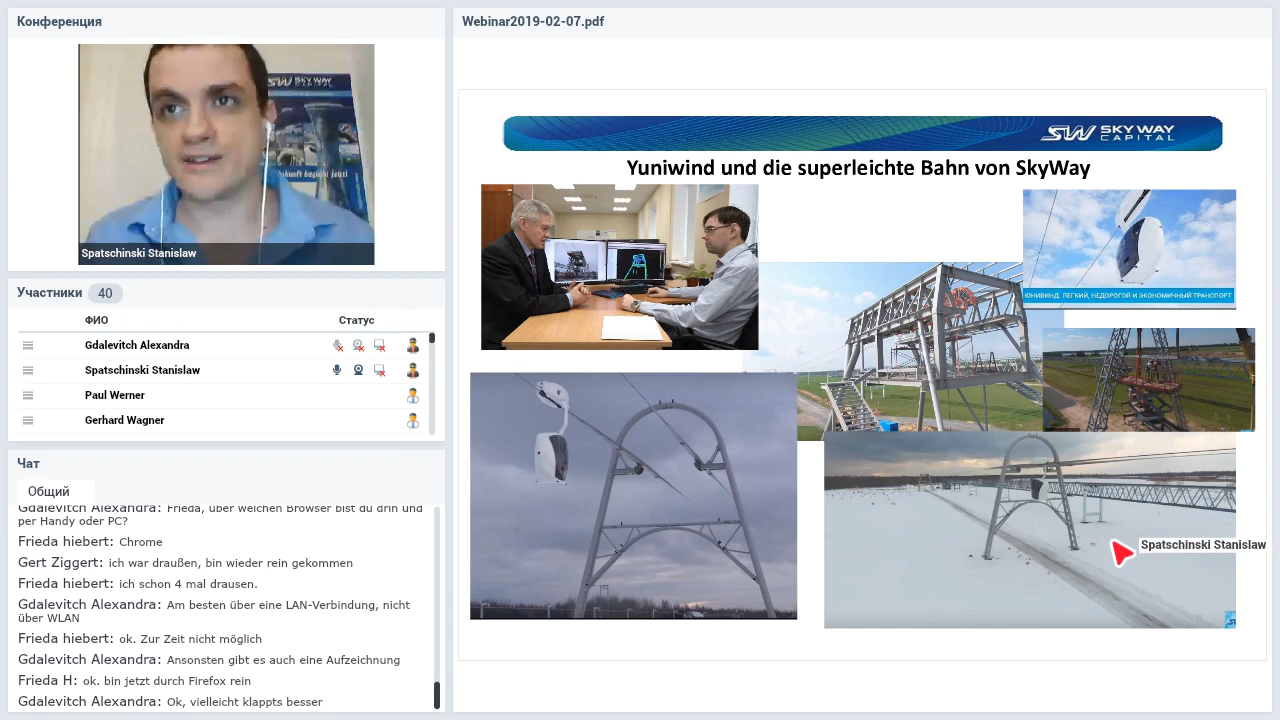 Конференция
SKY WAY
Spatschinski Stanislaw
Участники 40
ФИО Статус
Gdalevitch Alexandra
Spatschinski Stanislaw
Paul Werner
Gerhard Wagner
Чат
Общий
Gdalevitch Alexandra: Frieda, über welchen Browser bist du drin und
per Handy oder PC?
Frieda hiebert: Chrome
Gert Ziggert: ich war draußen, bin wieder rein gekommen
Frieda hiebert: ich schon 4 mal drausen.
Gdalevitch Alexandra: Am besten über eine LAN-Verbindung, nicht
über WLAN
Frieda hiebert: ok. Zur Zeit nicht möglich
Gdalevitch Alexandra: Ansonsten gibt es auch eine Aufzeichnung
Frieda H: ok. bin jetzt durch Firefox rein
Gdalevitch Alexandra: Ok, vielleicht klappts besser
Webinar2019-02-07.pdf
SW SKY WAY
CAPITAL
Yuniwind und die superleichte Bahn von SkyWay
ЮНИВИНД: ЛЕГКИЙ, НЕДОРОГОЙ И ЭКОНОМИЧНЫЙ ТРАНСПОРТ
Spatschinski Stanislaw